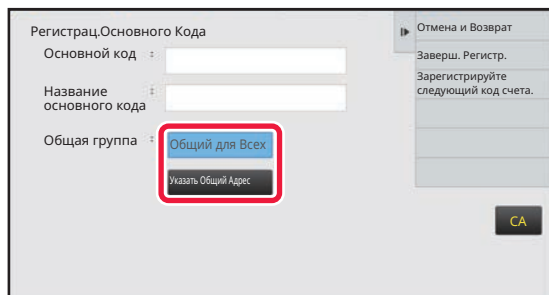 Регистрац.Основного Кода
Основной код :
Название :
основного кода
Общая группа :
Общий для Всех
Указать Общий Адрес
Отмена и Возврат
Заверш. Регистр.
Зарегистрируйте
следующий код счета.
CA